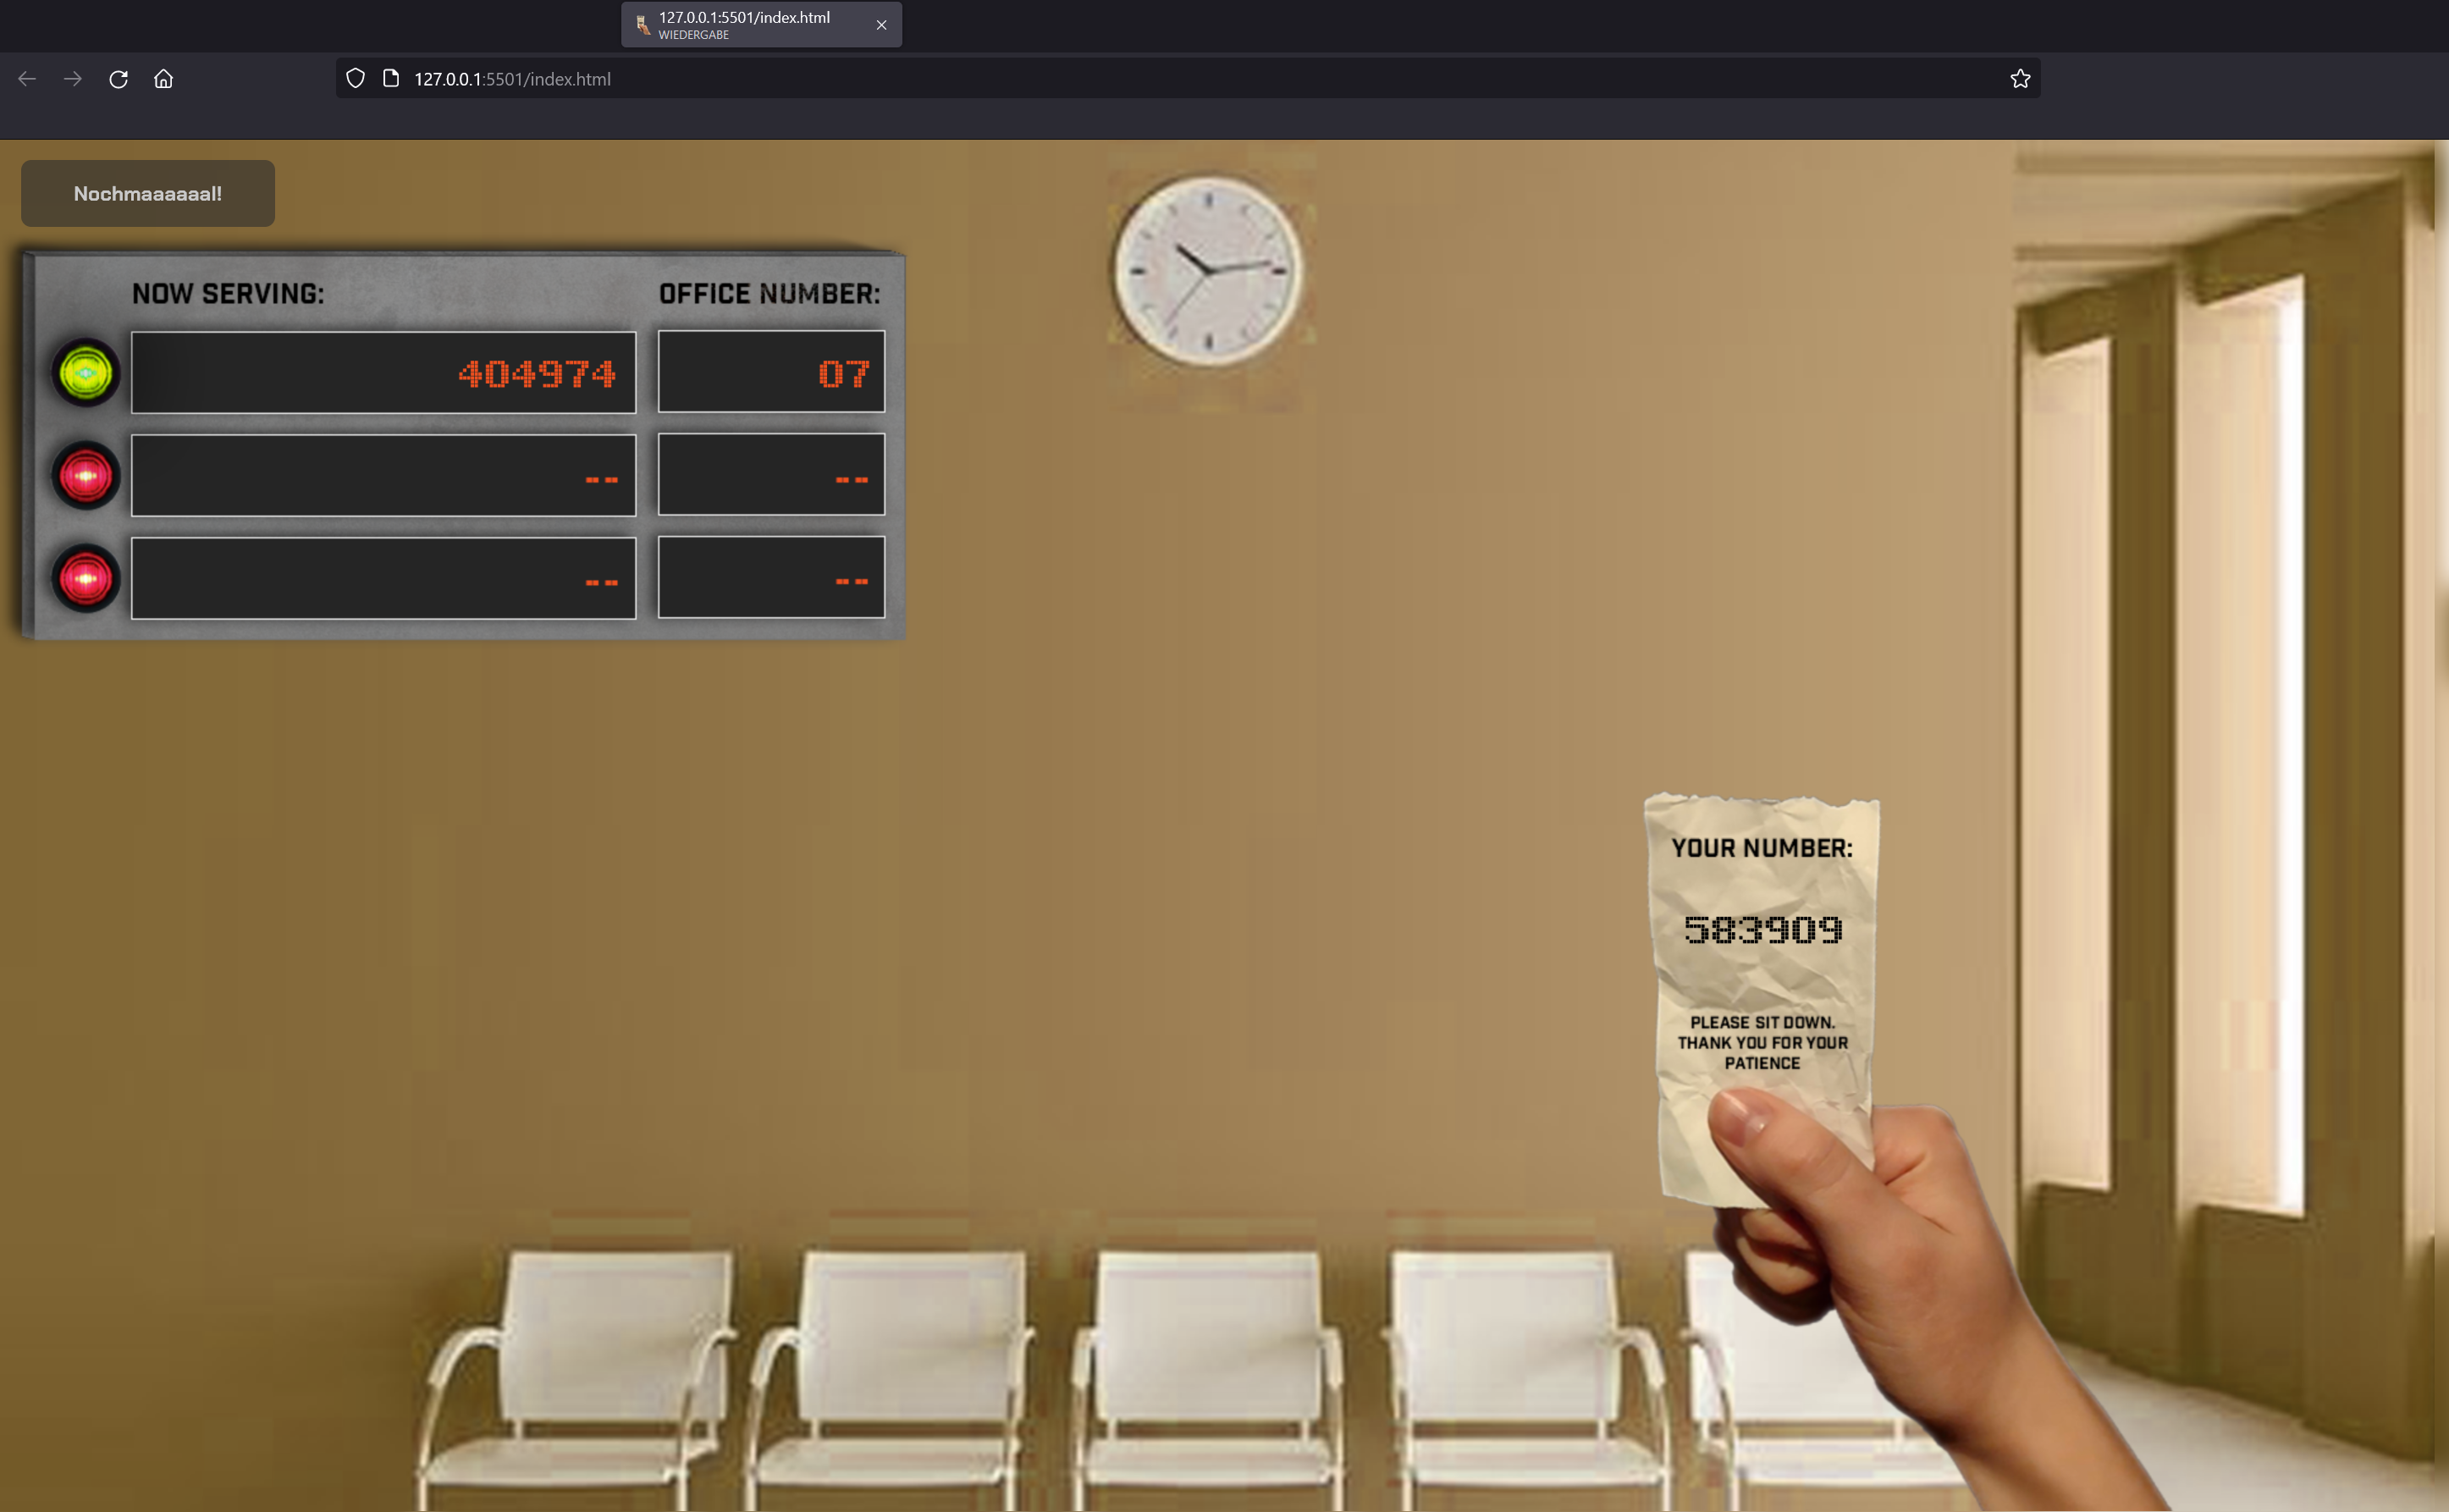 127.0.0.1:5501/index.html
WIEDERGABE
127.0.0.1:5501/index.html
Nochmaaaaaal!
NOW SERVING: OFFICE NUMBER:
404974 07
-- --
-- --
YOUR NUMBER:
583909
PLEASE SIT DOWN.
THANK YOU FOR YOUR
PATIENCE